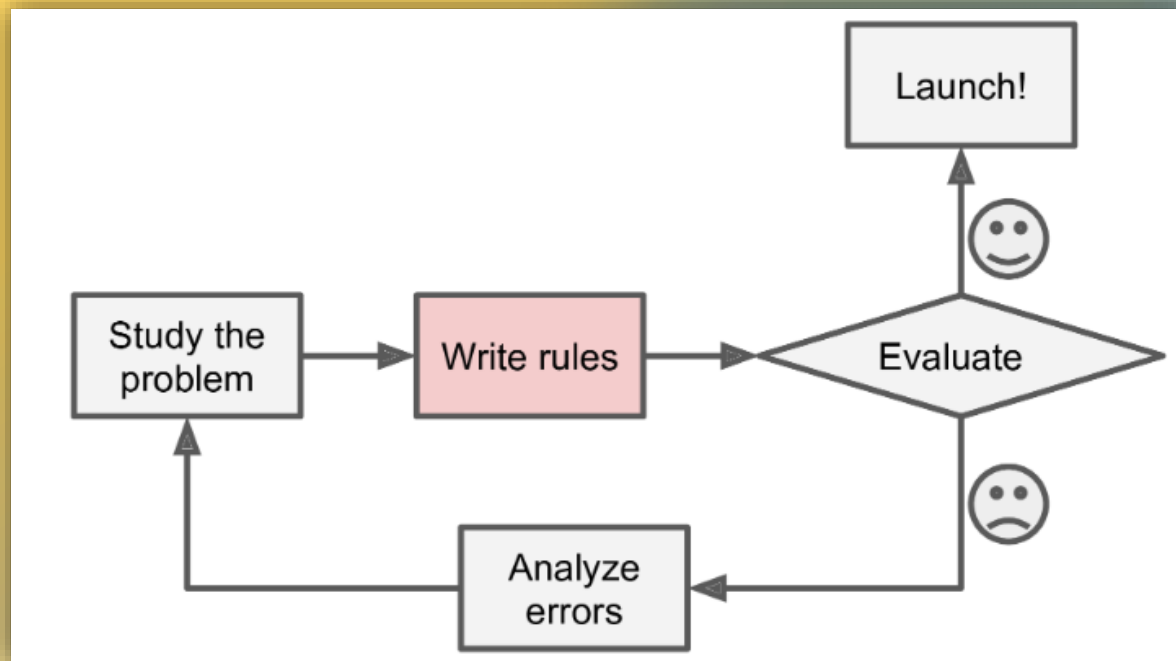 Launch!
Study the
problem
Write rules
Evaluate
Analyze
errors